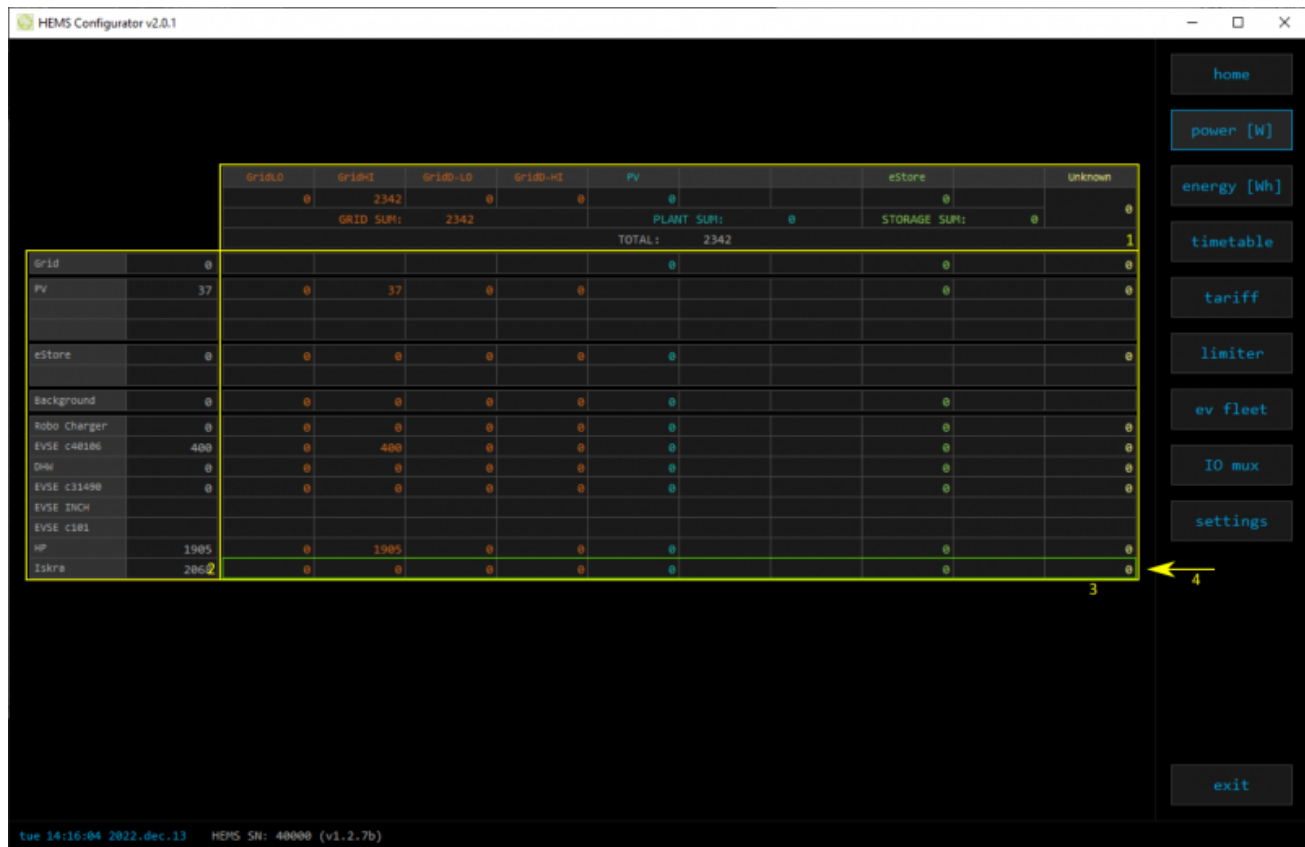 HEMS Configurator v2.0.1
home
power [W]
energy [Wh]
timetable
tariff
limiter
ev fleet
IO mux
settings
exit
GridLO GridHI GridD-LO GridD-HI PV eStore Unknown
0 2342 0 0 0 0 0
GRID SUM: 2342 PLANT SUM: 0 STORAGE SUM: 0
TOTAL: 2342 1
Grid 0 0 0 0
PV 37 0 37 0 0 0 0
eStore 0 0 0 0 0 0 0
Background 0 0 0 0 0 0 0
Robo Charger 0 0 0 0 0 0 0 0
EVSE c40106 400 0 400 0 0 0 0 0
DHW 0 0 0 0 0 0 0 0
EVSE c31490 0 0 0 0 0 0 0 0
EVSE INCH
EVSE c101
HP 1905 0 1905 0 0 0 0 0
Iskra 2 0 0 0 0 0 0 0
3
4
tue 14:16:04 2022.dec.13 HEMS SN: 40000 (v1.2.7b)